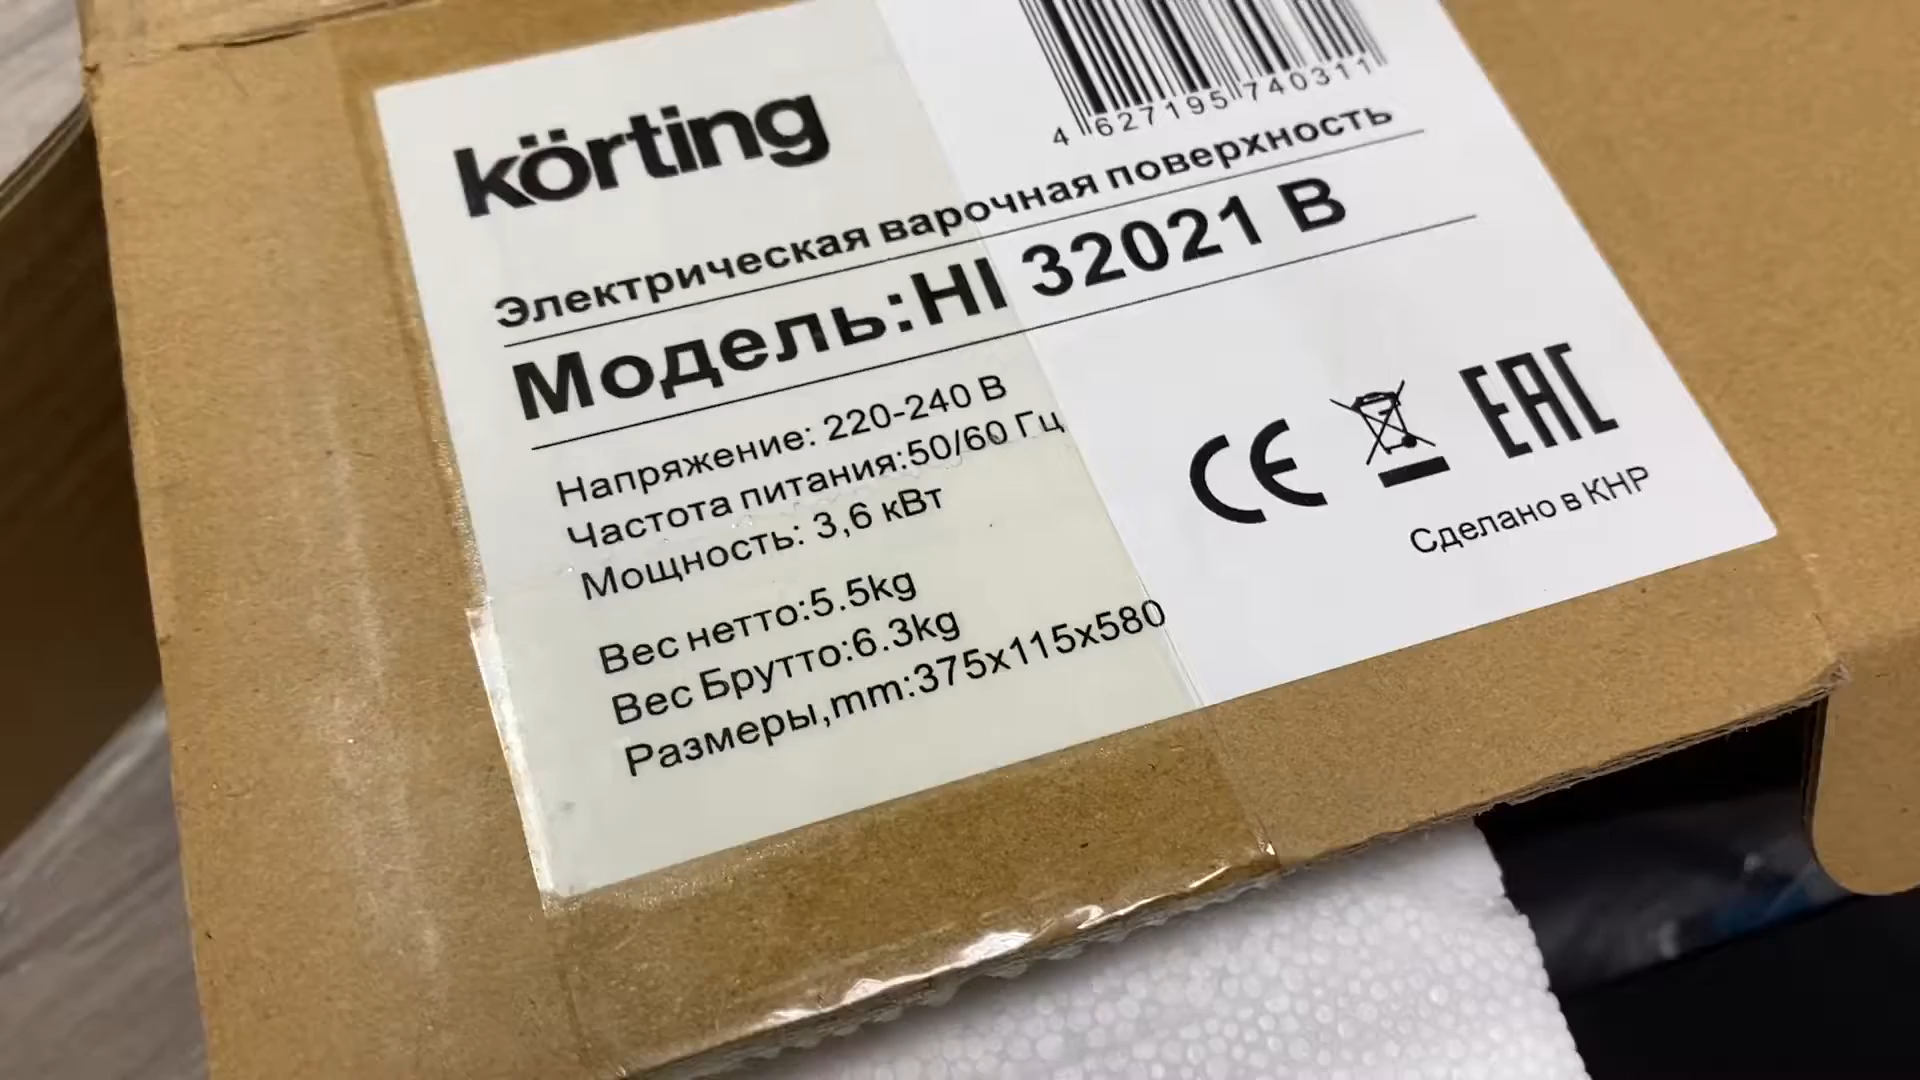 körting
4 627195 740311
Электрическая варочная поверхность
Модель:HI 32021 B
Напряжение: 220-240 В
Частота питания:50/60 Гц
Мощность: 3,6 кВт
CE EAC
Сделано в КНР
Вес нетто:5.5kg
Вес Брутто:6.3kg
Размеры,mm:375x115x580